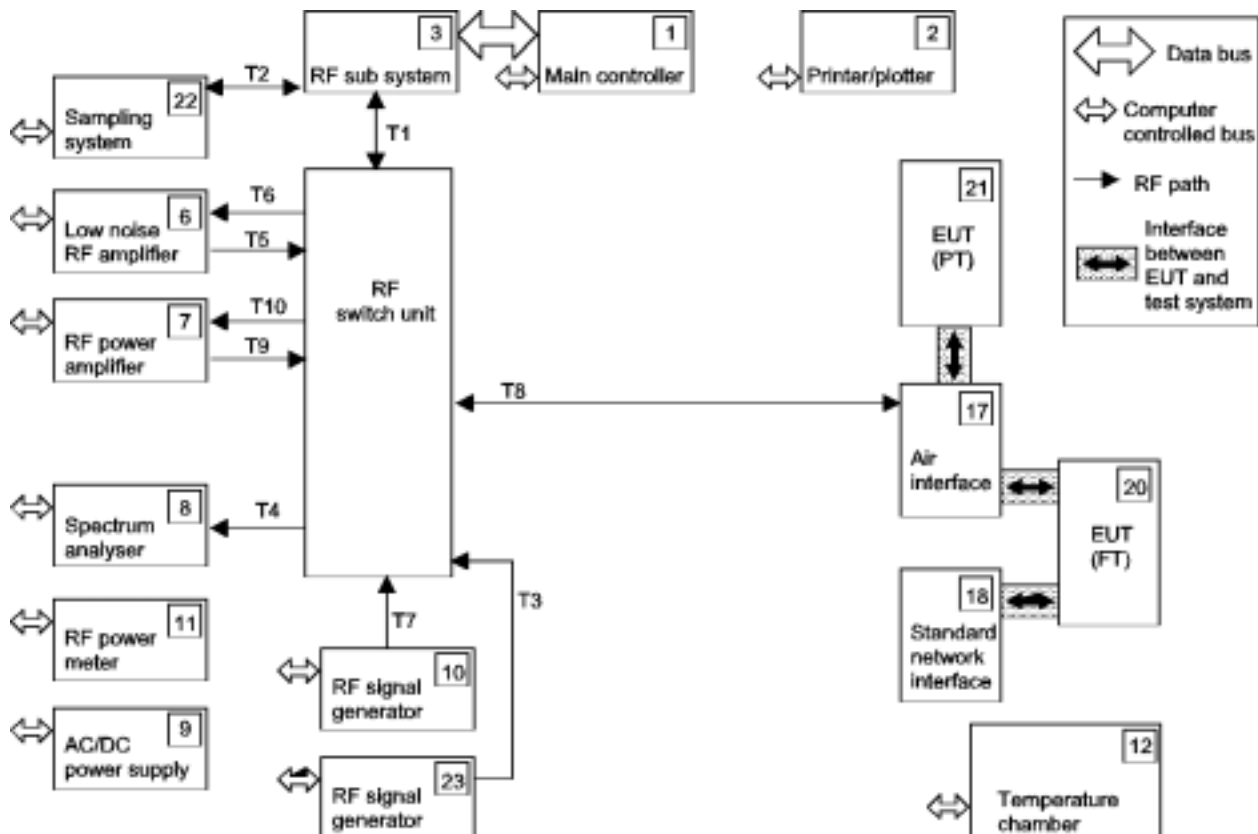 3
RF sub system
1
Main controller
2
Printer/plotter
Data bus
Computer
controlled bus
RF path
Interface
between
EUT and
test system
T2
22
Sampling
system
T1
T6
6
Low noise
RF amplifier
T5
RF
switch unit
T10
7
RF power
amplifier
T9
21
EUT
(PT)
T8
17
Air
interface
20
EUT
(FT)
8
Spectrum
analyser
T4
T3
18
Standard
network
interface
11
RF power
meter
T7
10
RF signal
generator
9
AC/DC
power supply
23
RF signal
generator
12
Temperature
chamber